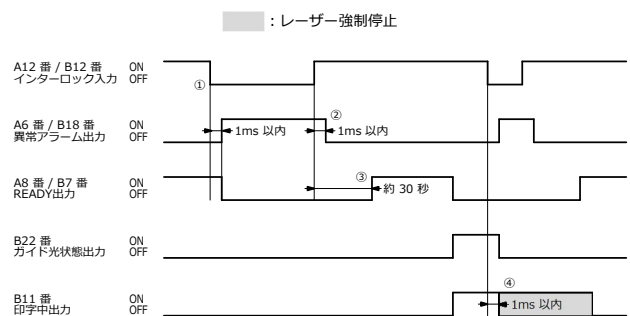 ：レーザー強制停止
A12 番 / B12 番 ON
インターロック入力 OFF
①
A6 番 / B18 番 ON
異常アラーム出力 OFF
1ms 以内
②
1ms 以内
A8 番 / B7 番 ON
READY出力 OFF
③
約 30 秒
B22 番 ON
ガイド光状態出力 OFF
B11 番 ON
印字中出力 OFF
④
1ms 以内